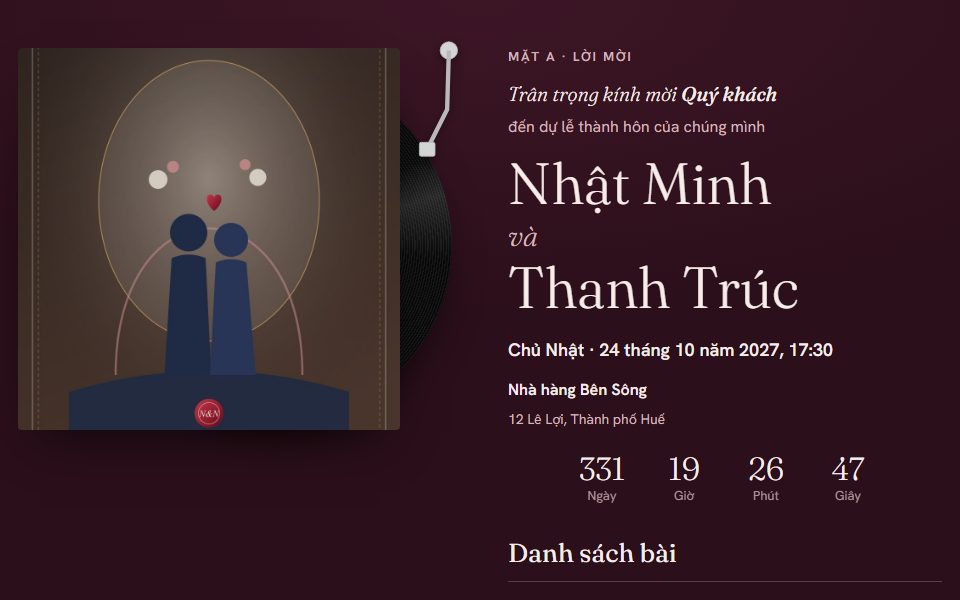 MẶT A · LỜI MỜI
Trân trọng kính mời Quý khách
đến dự lễ thành hôn của chúng mình
Nhật Minh
và
Thanh Trúc
Chủ Nhật · 24 tháng 10 năm 2027, 17:30
Nhà hàng Bên Sông
12 Lê Lợi, Thành phố Huế
331 19 26 47
Ngày Giờ Phút Giây
Danh sách bài
N&N